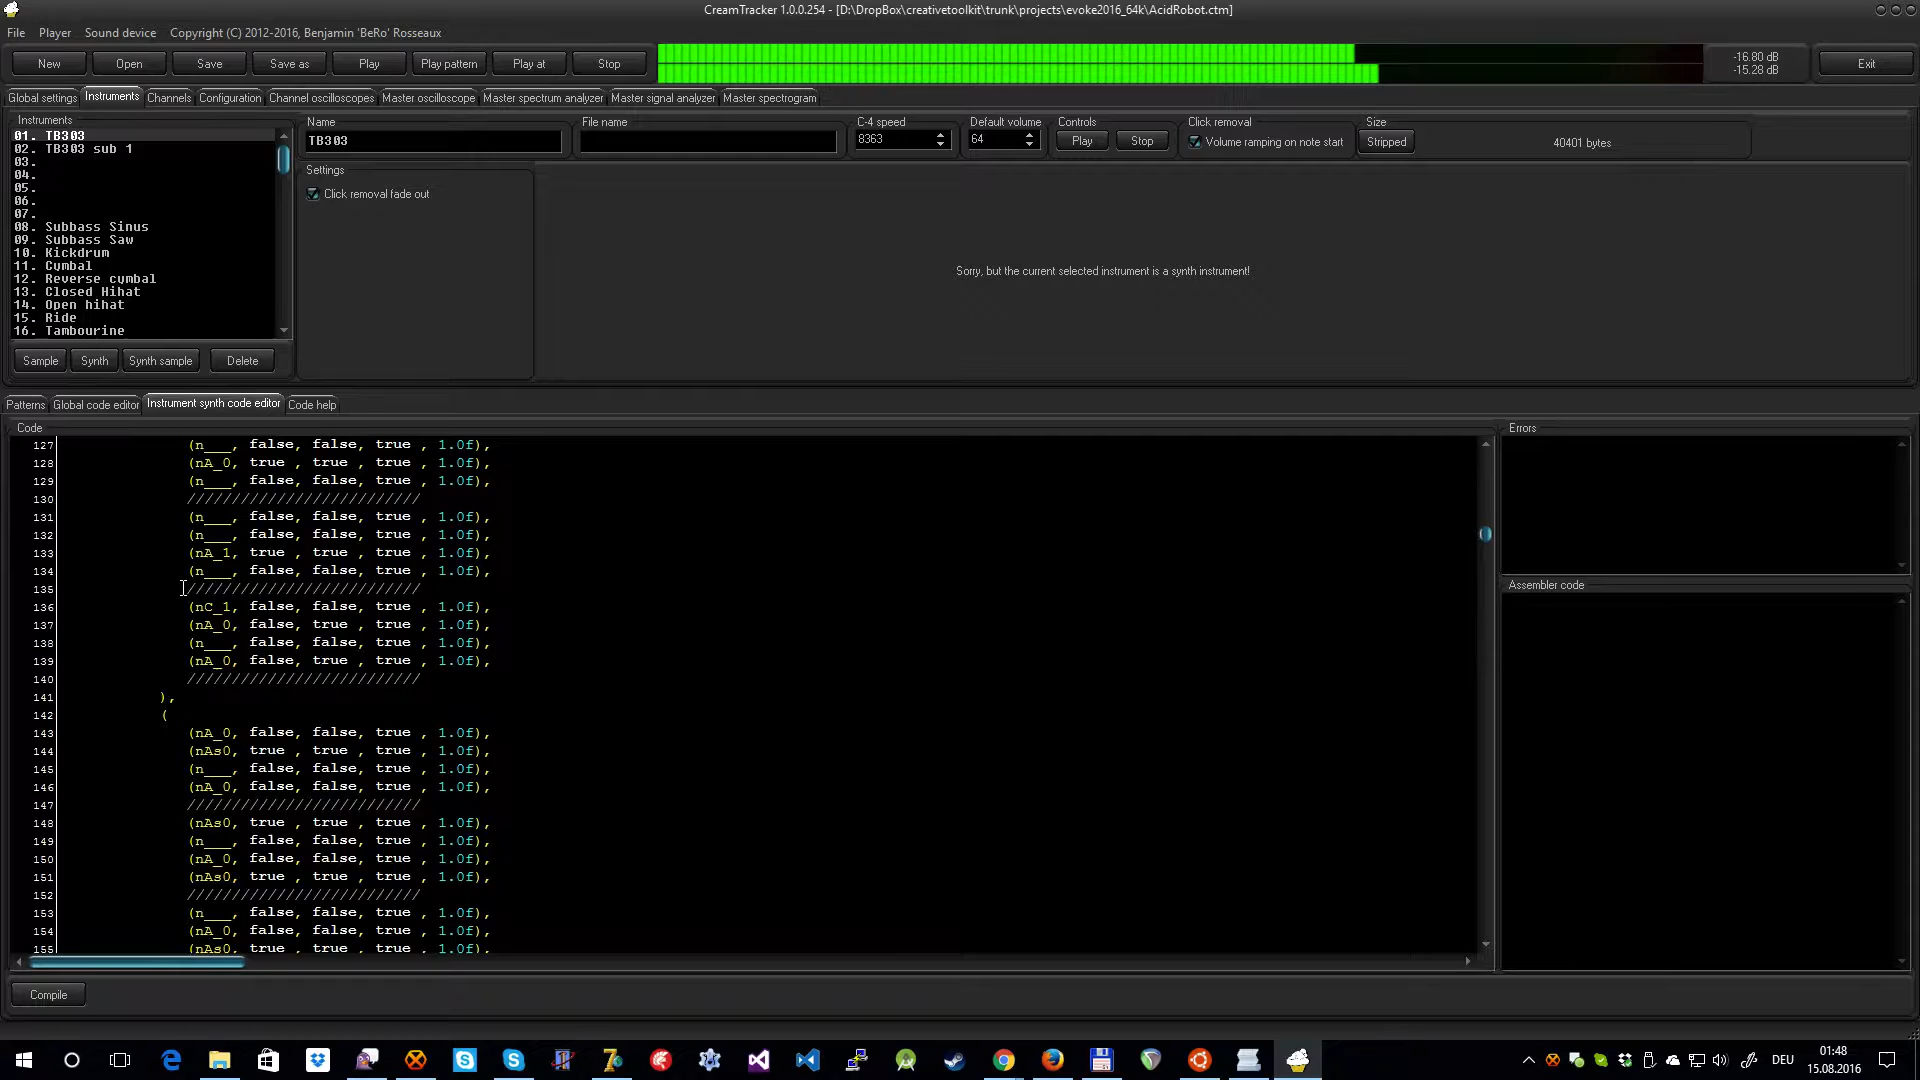 CreamTracker 1.0.0.254 - [D:\DropBox\creativetoolkit\trunk\projects\evoke2016_64k\AcidRobot.ctm]
File Player Sound device Copyright (C) 2012-2016, Benjamin 'BeRo' Rosseaux
New Open Save Save as Play Play pattern Play at Stop -16.80 dB Exit
-15.28 dB
Global settings Instruments Channels Configuration Channel oscilloscopes Master oscilloscope Master spectrum analyzer Master signal analyzer Master spectrogram
Instruments
01. TB303
02. TB303 sub 1
03.
04.
05.
06.
07.
08. Subbass Sinus
09. Subbass Saw
10. Kickdrum
11. Cymbal
12. Reverse cymbal
13. Closed Hihat
14. Open hihat
15. Ride
16. Tambourine
Sample Synth Synth sample Delete
Name File name C-4 speed Default volume Controls Click removal Size
TB303 8363 64 Play Stop Volume ramping on note start Stripped 40401 bytes
Settings
Click removal fade out
Sorry, but the current selected instrument is a synth instrument!
Patterns Global code editor Instrument synth code editor Code help
Code
127 (n___, false, false, true , 1.0f),
128 (nA_0, true , true , true , 1.0f),
129 (n___, false, false, true , 1.0f),
130 //////////////////////////
131 (n___, false, false, true , 1.0f),
132 (n___, false, false, true , 1.0f),
133 (nA_1, true , true , true , 1.0f),
134 (n___, false, false, true , 1.0f),
135 //////////////////////////
136 (nC_1, false, false, true , 1.0f),
137 (nA_0, false, true , true , 1.0f),
138 (n___, false, false, true , 1.0f),
139 (nA_0, false, true , true , 1.0f),
140 //////////////////////////
141 ),
142 (
143 (nA_0, false, false, true , 1.0f),
144 (nAs0, true , true , true , 1.0f),
145 (n___, false, false, true , 1.0f),
146 (nA_0, false, false, true , 1.0f),
147 //////////////////////////
148 (nAs0, true , true , true , 1.0f),
149 (n___, false, false, true , 1.0f),
150 (nA_0, false, false, true , 1.0f),
151 (nAs0, true , true , true , 1.0f),
152 //////////////////////////
153 (n___, false, false, true , 1.0f),
154 (nA_0, false, false, true , 1.0f),
155 (nAs0, true , true , true , 1.0f),
Errors
Assembler code
Compile
DEU 01:48
15.08.2016